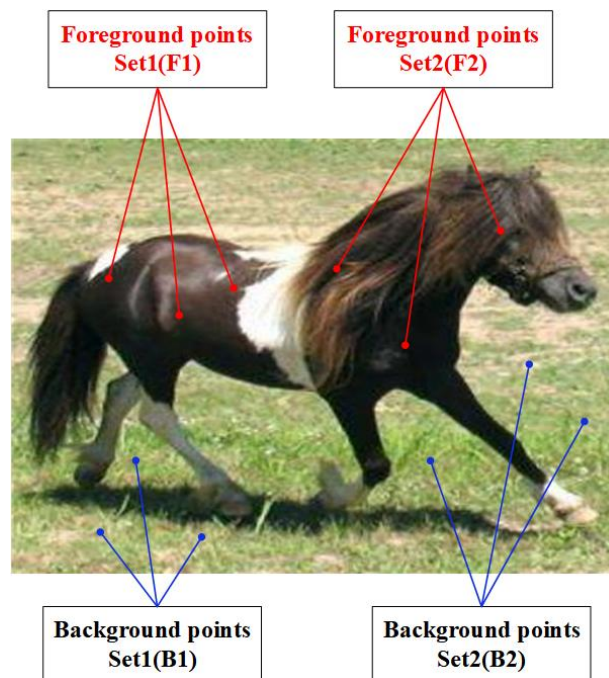 Foreground points
Set1(F1)
Foreground points
Set2(F2)
Background points
Set1(B1)
Background points
Set2(B2)